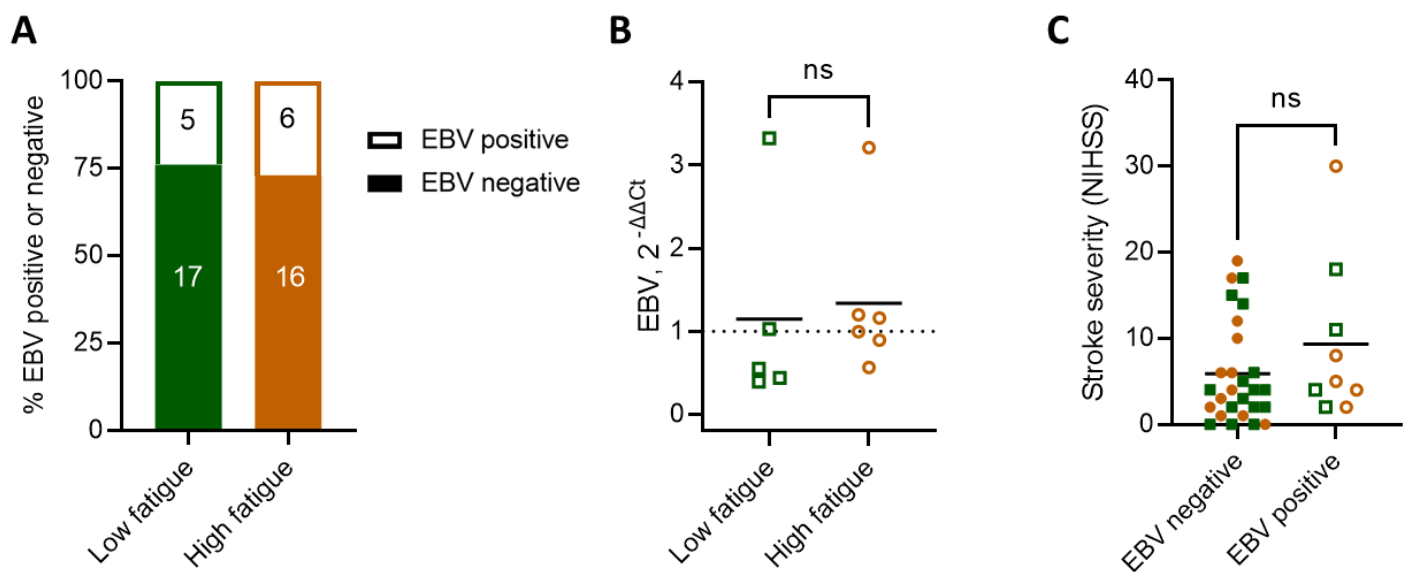 A
% EBV positive or negative
100
75
50
25
0
5
6
17
16
Low fatigue
High fatigue
EBV positive
EBV negative
B
EBV, 2^-ΔΔCt
4
3
2
1
0
ns
Low fatigue
High fatigue
C
Stroke severity (NIHSS)
40
30
20
10
0
ns
EBV negative
EBV positive